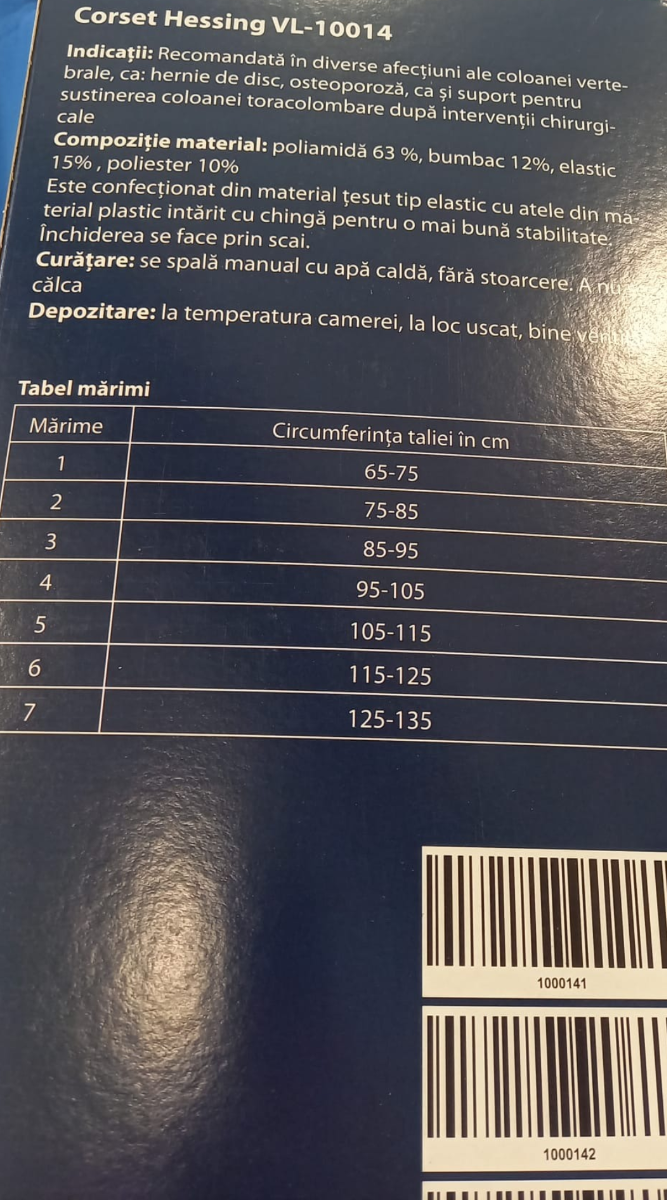 Corset Hessing VL-10014
Indicații: Recomandată în diverse afecțiuni ale coloanei verte-
brale, ca: hernie de disc, osteoporoză, ca și suport pentru
sustinerea coloanei toracolombare după intervenții chirurgi-
cale
Compoziție material: poliamidă 63 %, bumbac 12%, elastic
15% , poliester 10%
Este confecționat din material țesut tip elastic cu atele din ma-
terial plastic intărit cu chingă pentru o mai bună stabilitate.
Închiderea se face prin scai.
Curățare: se spală manual cu apă caldă, fără stoarcere. A nu
călca
Depozitare: la temperatura camerei, la loc uscat, bine
Tabel mărimi
Mărime Circumferința taliei în cm
1 65-75
2 75-85
3 85-95
4 95-105
5 105-115
6 115-125
7 125-135
1000141
1000142